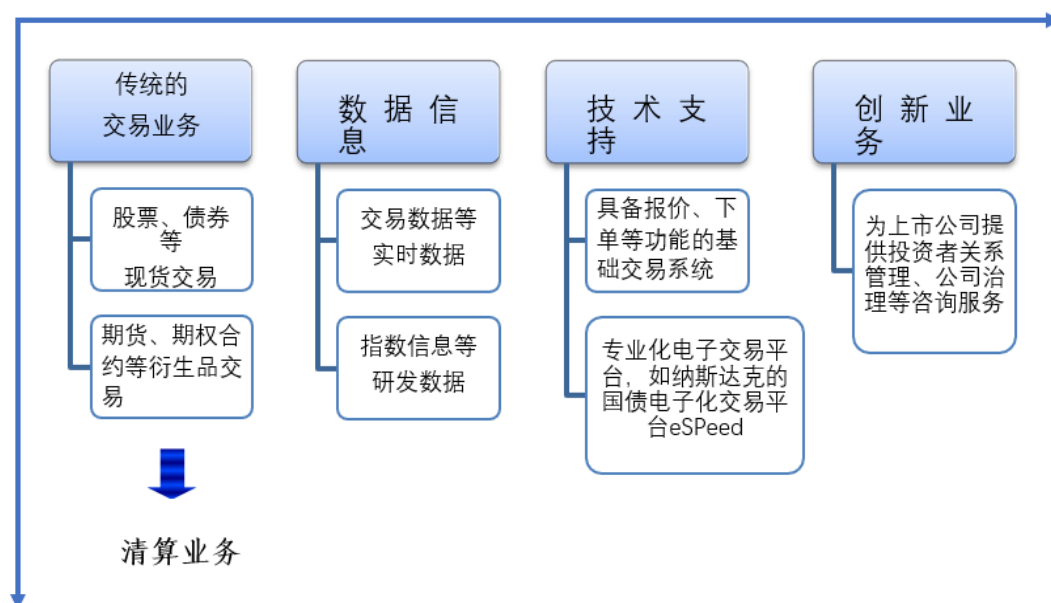 传统的
交易业务
股票、债券
等
现货交易
期货、期权合
约等衍生品交
易
清算业务
数据信
息
交易数据等
实时数据
指数信息等
研发数据
技术支
持
具备报价、下
单等功能的基
础交易系统
专业化电子交易平
台，如纳斯达克的
国债电子化交易平
台eSPeed
创新业
务
为上市公司提
供投资者关系
管理、公司治
理等咨询服务